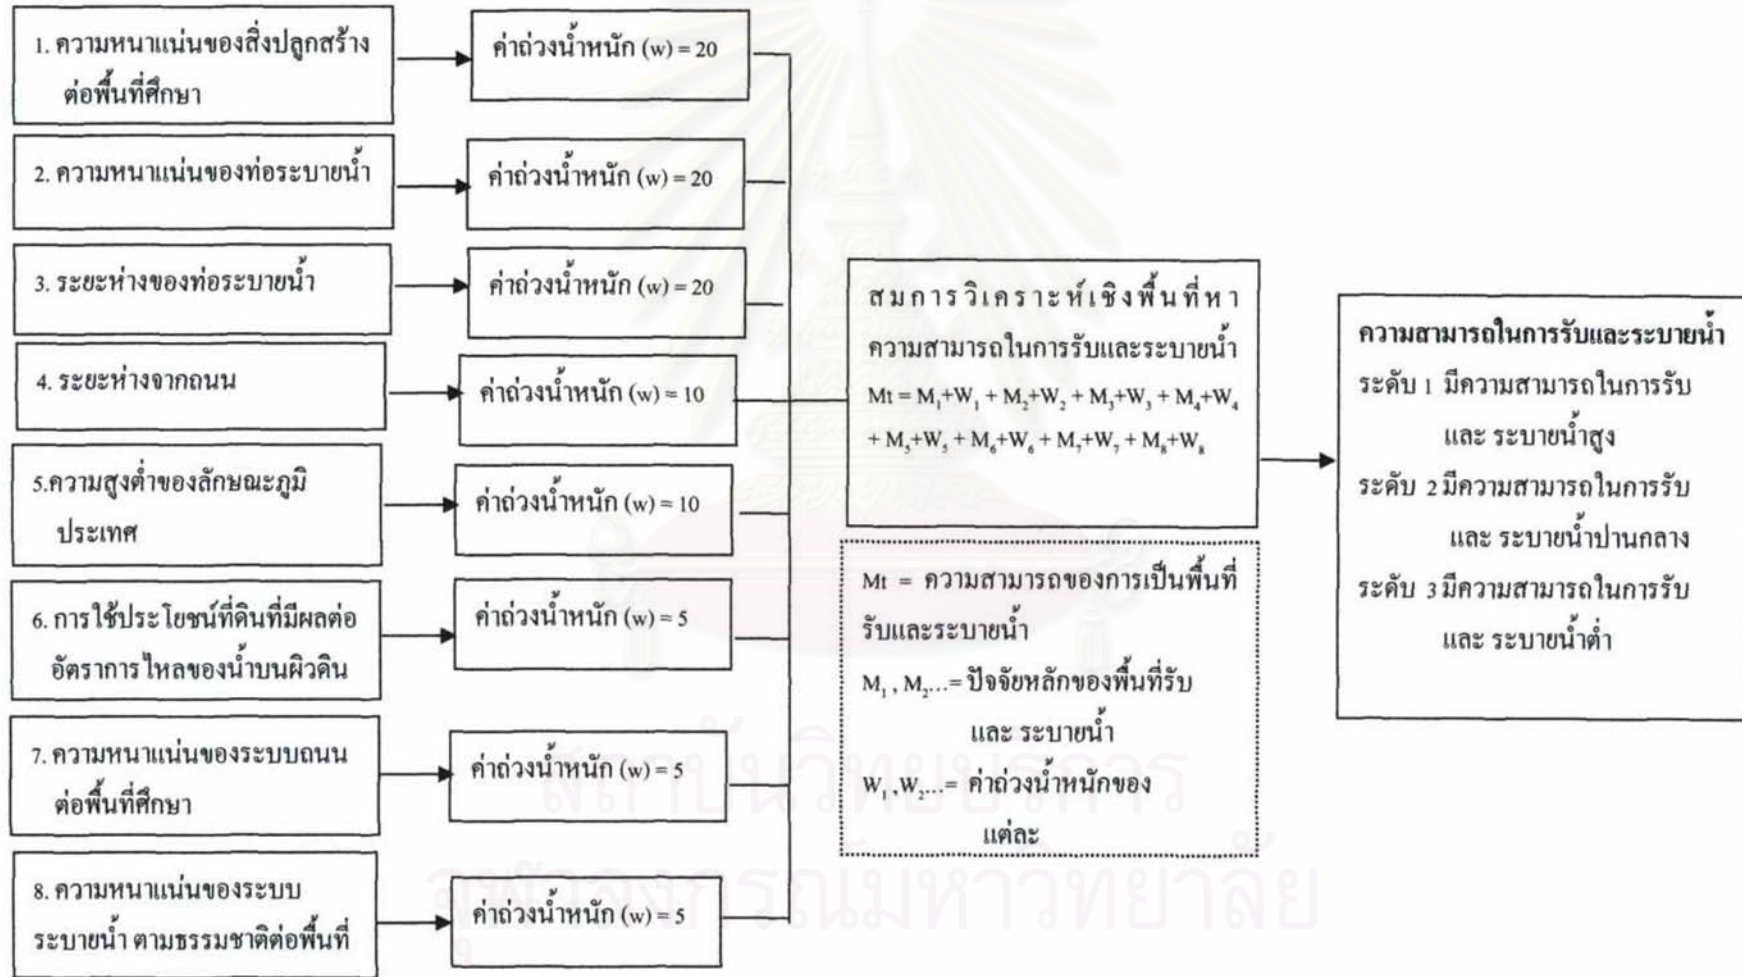 1. ความหนาแน่นของสิ่งปลูกสร้าง
ต่อพื้นที่ศึกษา
ค่าถ่วงน้ำหนัก (w) = 20
2. ความหนาแน่นของท่อระบายน้ำ
ค่าถ่วงน้ำหนัก (w) = 20
3. ระยะห่างของท่อระบายน้ำ
ค่าถ่วงน้ำหนัก (w) = 20
4. ระยะห่างจากถนน
ค่าถ่วงน้ำหนัก (w) = 10
5.ความสูงต่ำของลักษณะภูมิ
ประเทศ
ค่าถ่วงน้ำหนัก (w) = 10
6. การใช้ประโยชน์ที่ดินที่มีผลต่อ
อัตราการไหลของน้ำบนผิวดิน
ค่าถ่วงน้ำหนัก (w) = 5
7. ความหนาแน่นของระบบถนน
ต่อพื้นที่ศึกษา
ค่าถ่วงน้ำหนัก (w) = 5
8. ความหนาแน่นของระบบ
ระบายน้ำ ตามธรรมชาติต่อพื้นที่
ค่าถ่วงน้ำหนัก (w) = 5
สมการวิเคราะห์เชิงพื้นที่หา
ความสามารถในการรับและระบายน้ำ
Mt = M₁+W₁ + M₂+W₂ + M₃+W₃ + M₄+W₄
+ M₅+W₅ + M₆+W₆ + M₇+W₇ + M₈+W₈
Mt = ความสามารถของการเป็นพื้นที่
รับและระบายน้ำ
M₁ , M₂...= ปัจจัยหลักของพื้นที่รับ
และ ระบายน้ำ
W₁ ,W₂...= ค่าถ่วงน้ำหนักของ
แต่ละ
ความสามารถในการรับและระบายน้ำ
ระดับ 1 มีความสามารถในการรับ
และ ระบายน้ำสูง
ระดับ 2 มีความสามารถในการรับ
และ ระบายน้ำปานกลาง
ระดับ 3 มีความสามารถในการรับ
และ ระบายน้ำต่ำ
สถาบันวิทยบริการ
จุฬาลงกรณ์มหาวิทยาลัย